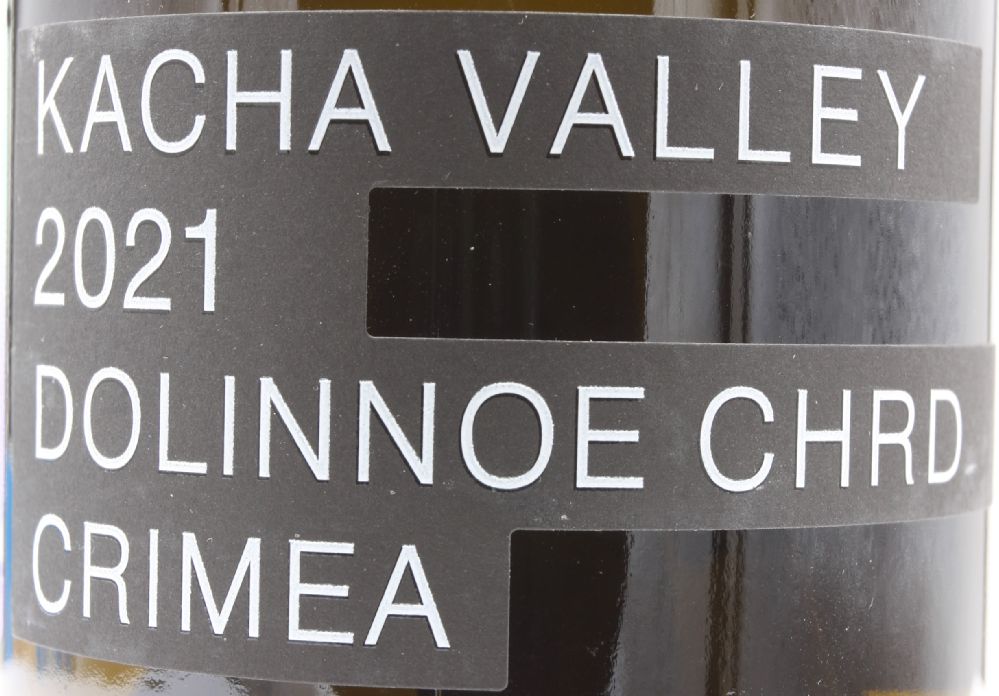 KACHA VALLEY
2021
DOLINNOE CHRD
CRIMEA